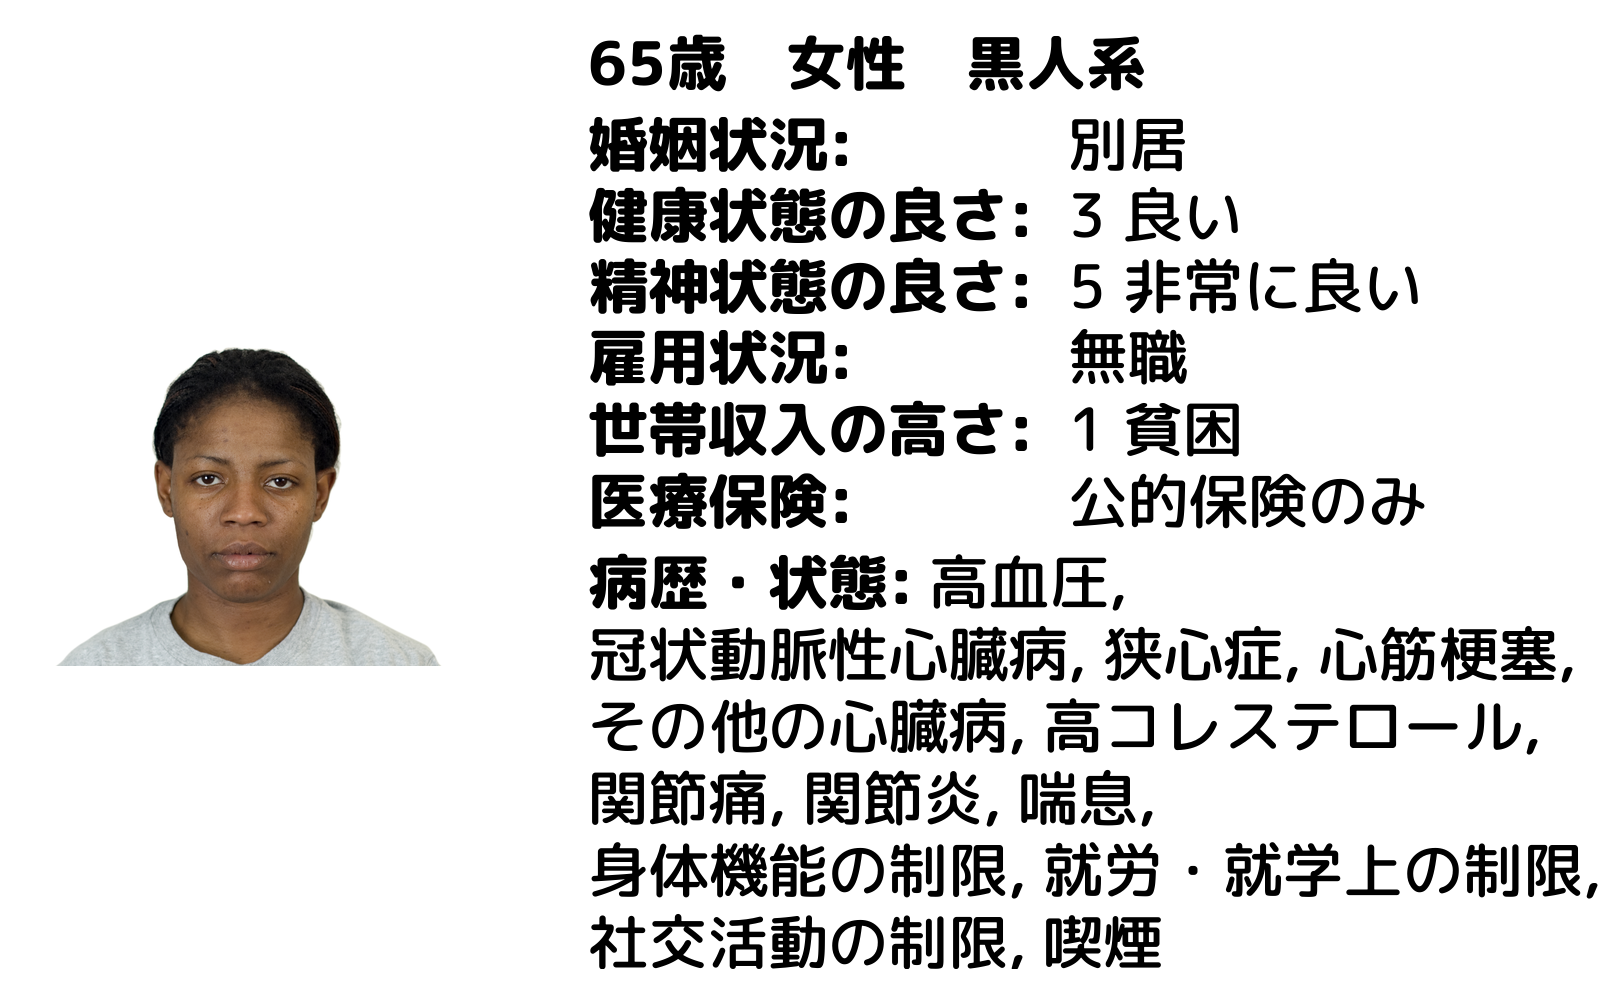 65歳　女性　黒人系
婚姻状況: 別居
健康状態の良さ: 3 良い
精神状態の良さ: 5 非常に良い
雇用状況: 無職
世帯収入の高さ: 1 貧困
医療保険: 公的保険のみ
病歴・状態: 高血圧,
冠状動脈性心臓病, 狭心症, 心筋梗塞,
その他の心臓病, 高コレステロール,
関節痛, 関節炎, 喘息,
身体機能の制限, 就労・就学上の制限,
社交活動の制限, 喫煙